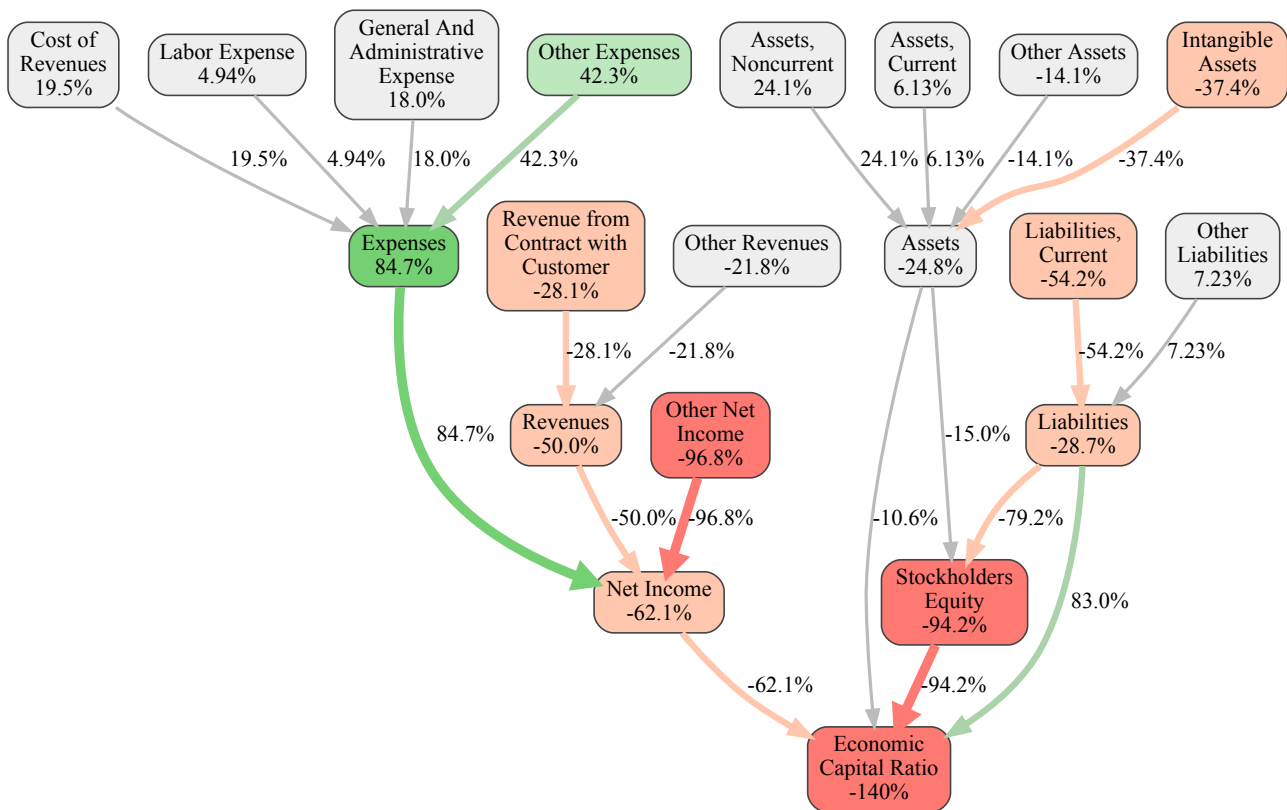 Cost of
Revenues
19.5%
Labor Expense
4.94%
General And
Administrative
Expense
18.0%
Other Expenses
42.3%
Assets,
Noncurrent
24.1%
Assets,
Current
6.13%
Other Assets
-14.1%
Intangible
Assets
-37.4%
19.5%
4.94%
18.0%
42.3%
24.1%
6.13%
-14.1%
-37.4%
Expenses
84.7%
Revenue from
Contract with
Customer
-28.1%
Other Revenues
-21.8%
Assets
-24.8%
Liabilities,
Current
-54.2%
Other
Liabilities
7.23%
-28.1%
-21.8%
-54.2%
7.23%
84.7%
Revenues
-50.0%
Other Net
Income
-96.8%
-15.0%
Liabilities
-28.7%
-50.0%
-96.8%
-10.6%
-79.2%
Net Income
-62.1%
Stockholders
Equity
-94.2%
83.0%
-62.1%
-94.2%
Economic
Capital Ratio
-140%